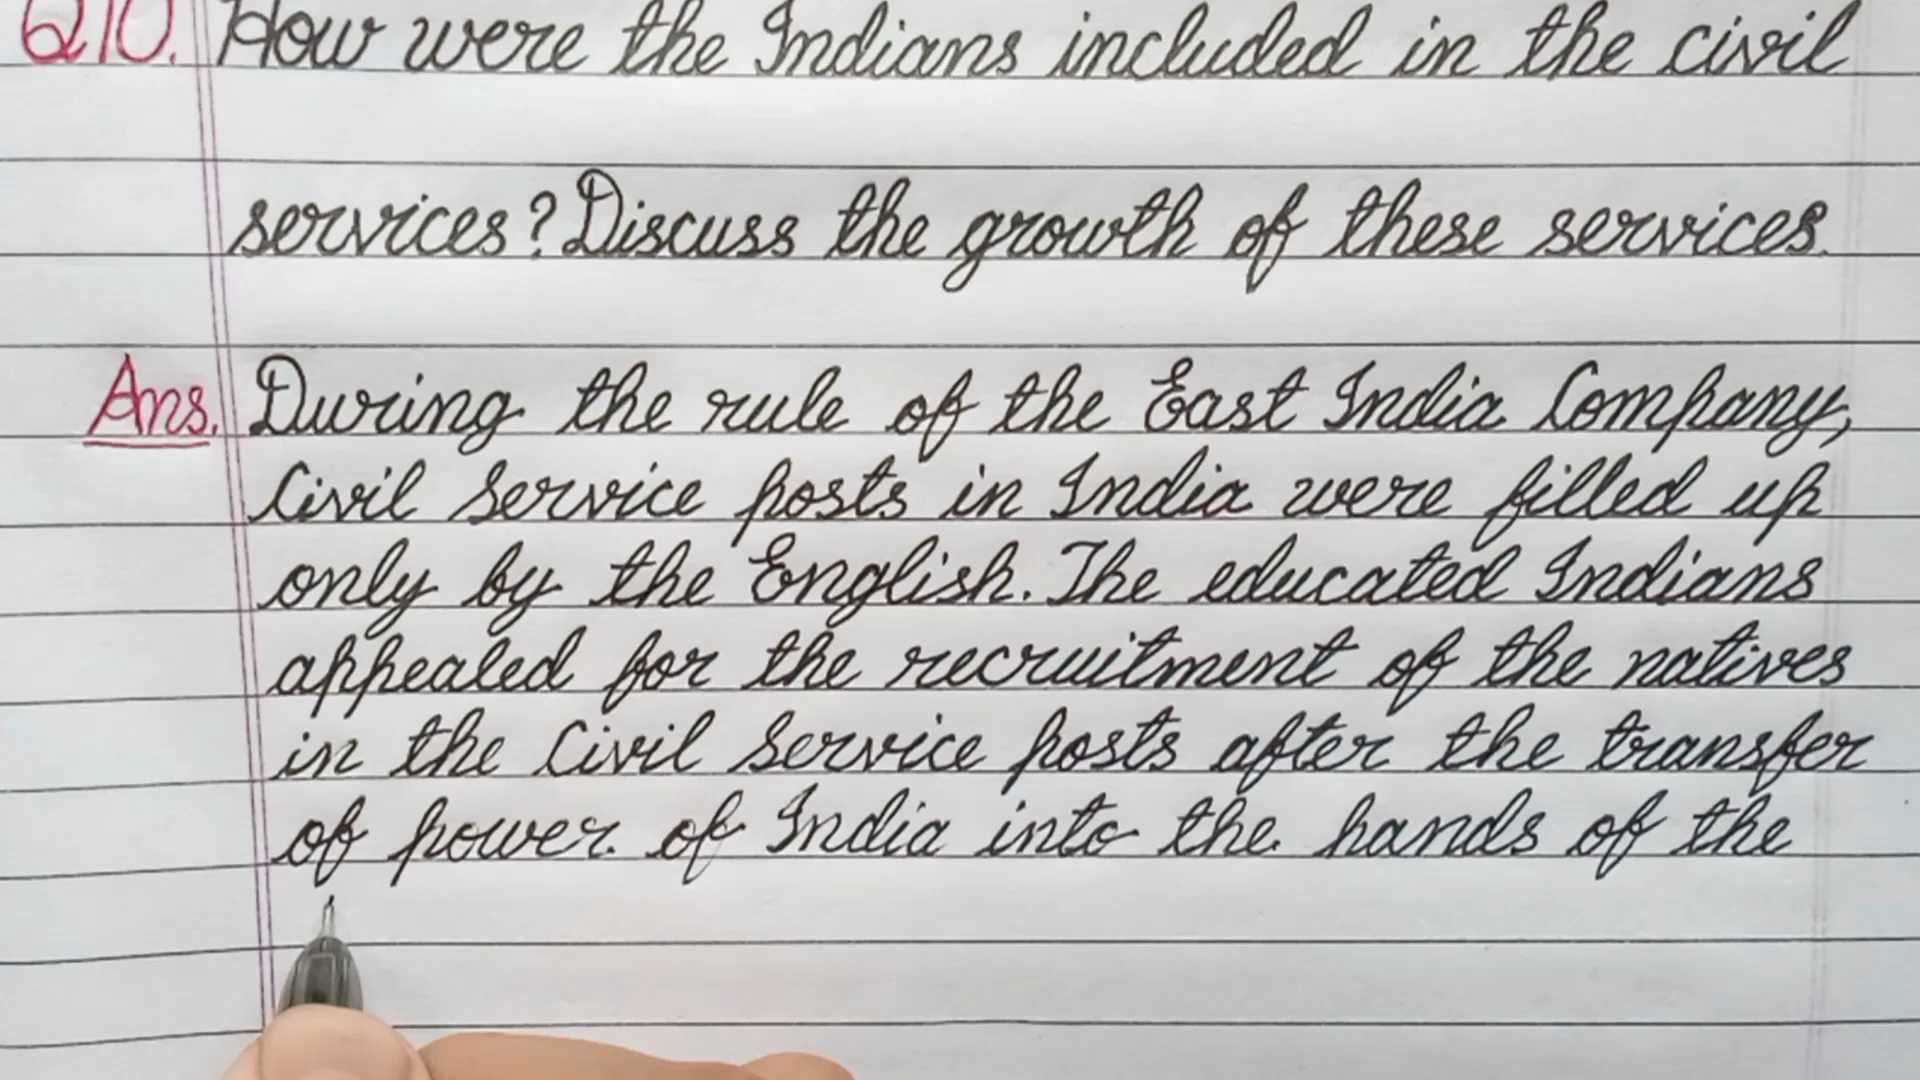 Q10. How were the Indians included in the civil
services? Discuss the growth of these services.
Ans. During the rule of the East India Company,
Civil Service posts in India were filled up
only by the English. The educated Indians
appealed for the recruitment of the natives
in the Civil Service posts after the transfer
of power of India into the hands of the